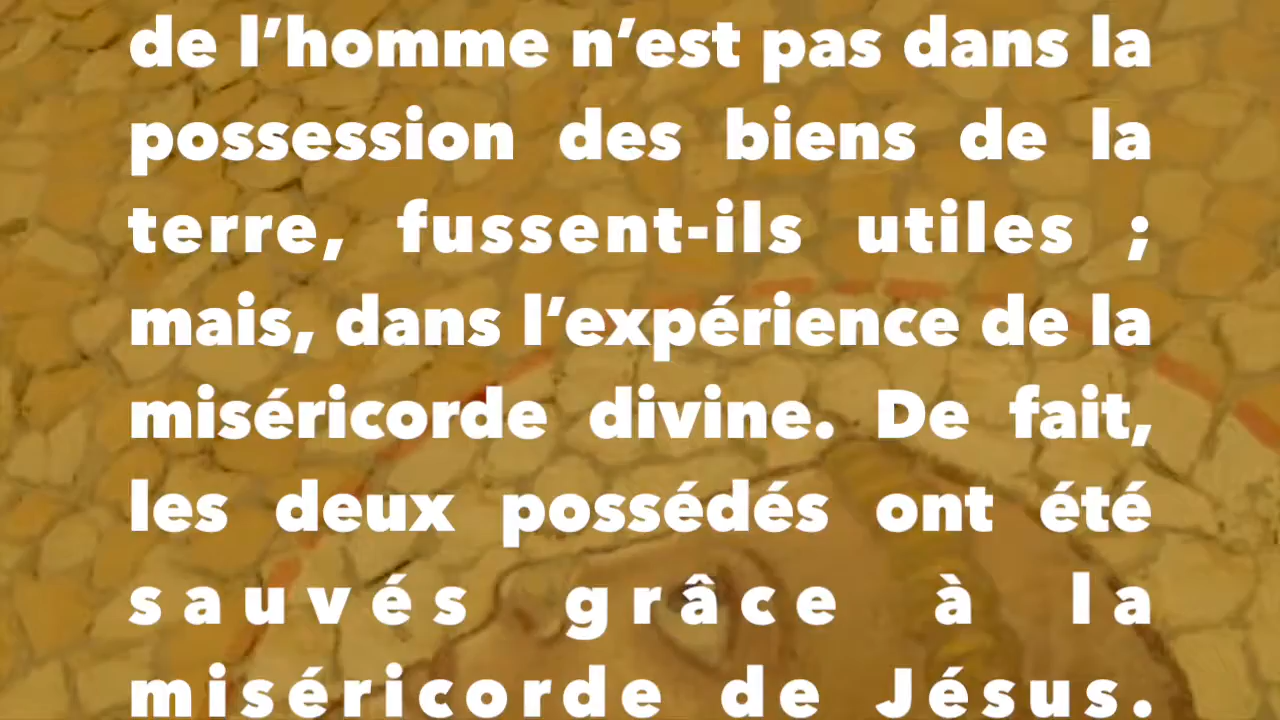 de l’homme n’est pas dans la
possession des biens de la
terre, fussent-ils utiles ;
mais, dans l’expérience de la
miséricorde divine. De fait,
les deux possédés ont été
sauvés grâce à la
miséricorde de Jésus.